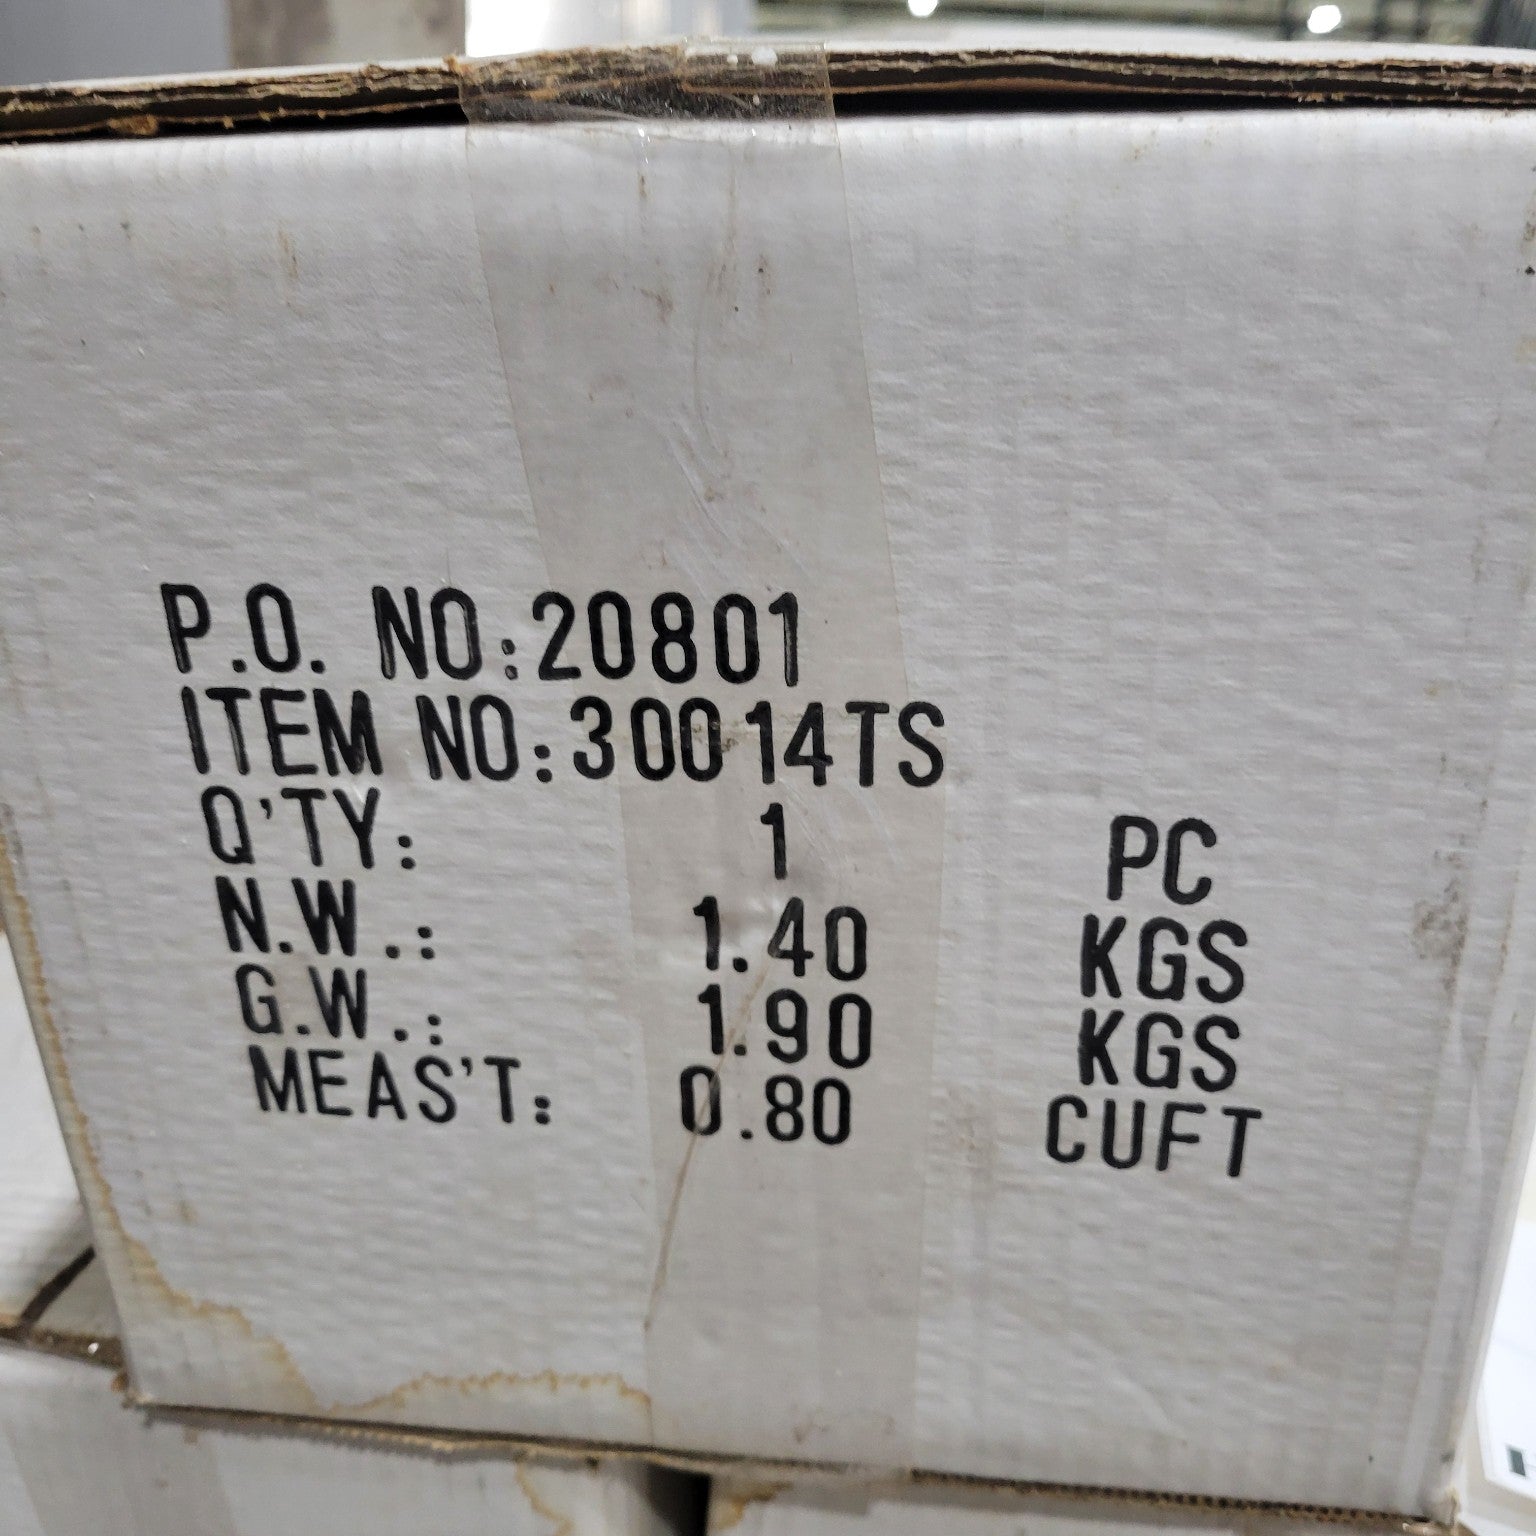 P.O. NO:20801
ITEM NO:30014TS
Q'TY: 1 PC
N.W.: 1.40 KGS
G.W.: 1.90 KGS
MEAS'T: 0.80 CUFT